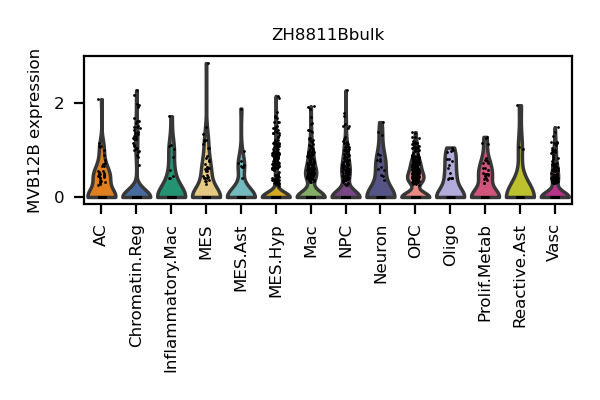 ZH8811Bbulk
MVB12B expression
2
0
AC
Chromatin.Reg
Inflammatory.Mac
MES
MES.Ast
MES.Hyp
Mac
NPC
Neuron
OPC
Oligo
Prolif.Metab
Reactive.Ast
Vasc